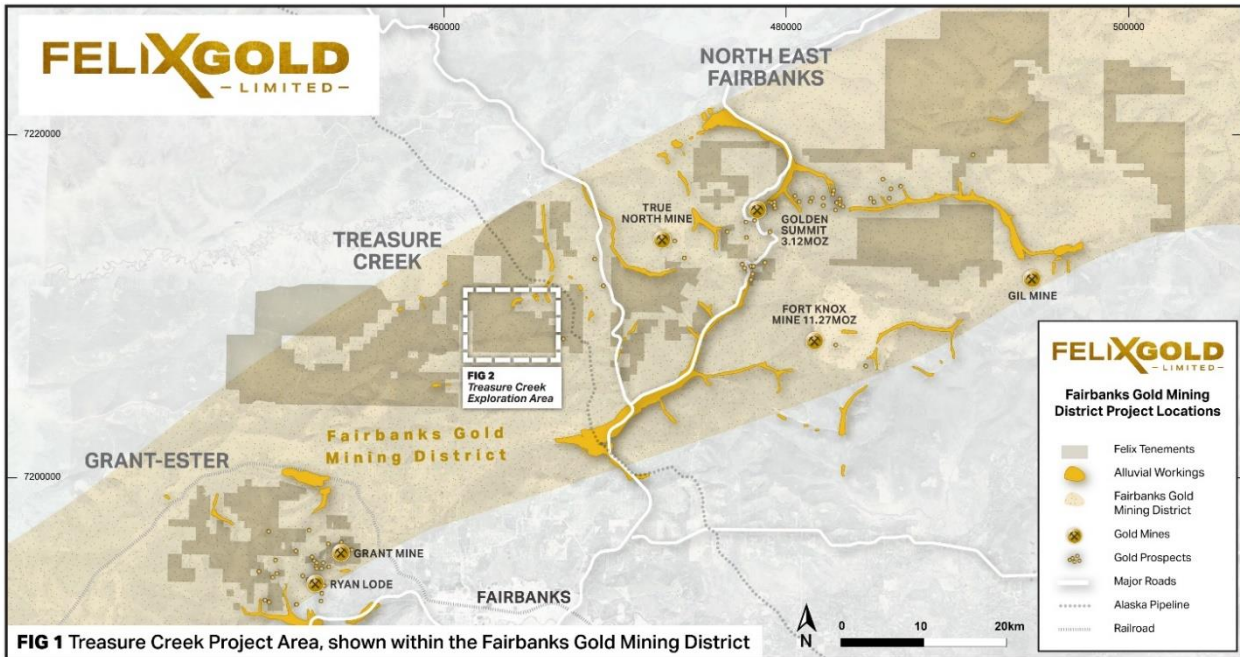 FELIXGOLD
LIMITED
460000
480000
500000
7220000
7200000
NORTH EAST
FAIRBANKS
TREASURE
CREEK
TRUE
NORTH MINE
GOLDEN
SUMMIT
3.12MOZ
GIL MINE
FORT KNOX
MINE 11.27MOZ
FIG 2
Treasure Creek
Exploration Area
Fairbanks Gold
Mining District
GRANT-ESTER
GRANT MINE
RYAN LODE
FAIRBANKS
N
0 10 20km
FELIXGOLD
LIMITED
Fairbanks Gold Mining
District Project Locations
Felix Tenements
Alluvial Workings
Fairbanks Gold
Mining District
Gold Mines
Gold Prospects
Major Roads
Alaska Pipeline
Railroad
FIG 1 Treasure Creek Project Area, shown within the Fairbanks Gold Mining District